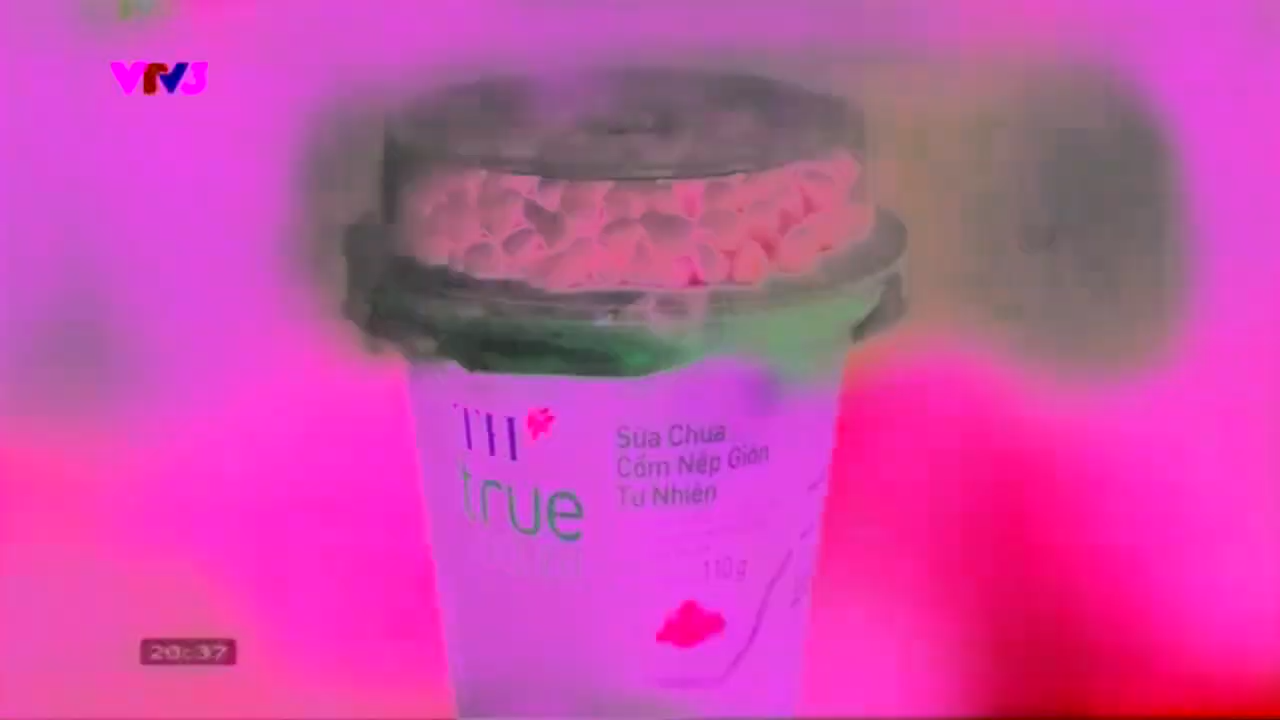 VTV3
TH
true
Sữa Chua
Cốm Nếp Giòn
Tự Nhiên
110g
20:37